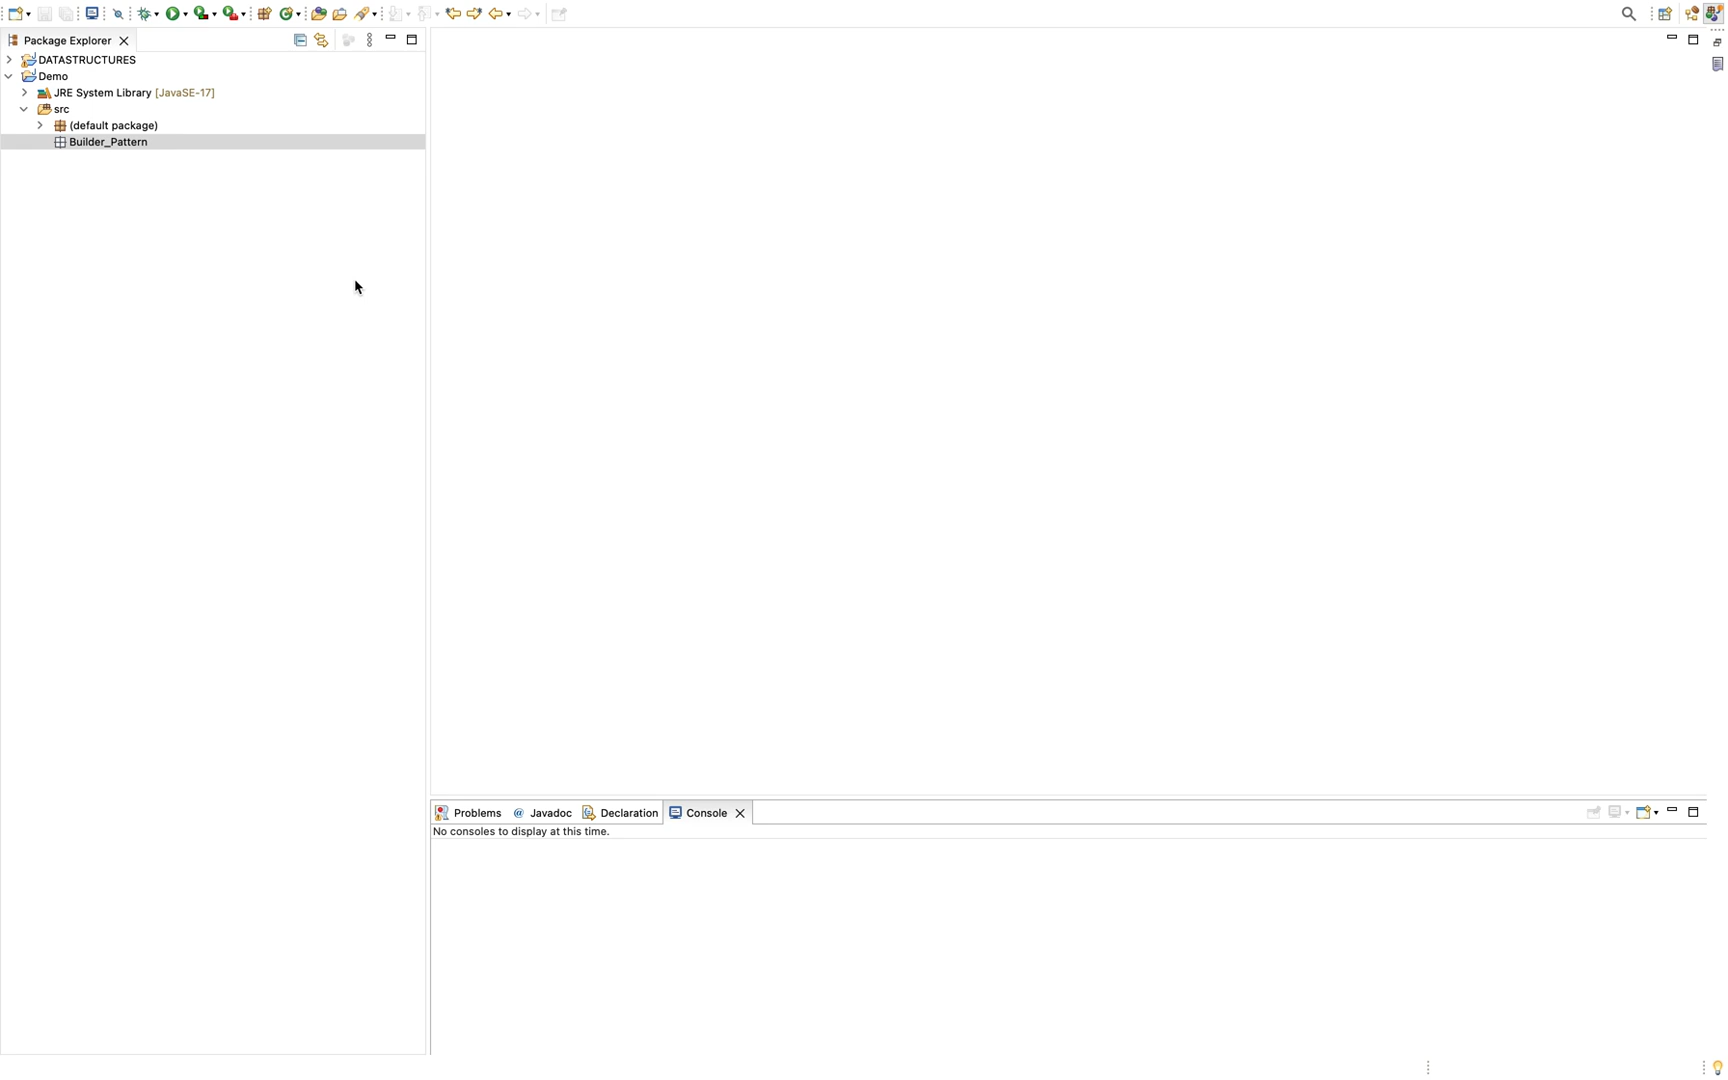 Package Explorer
DATASTRUCTURES
Demo
JRE System Library [JavaSE-17]
src
(default package)
Builder_Pattern
Problems @ Javadoc Declaration Console
No consoles to display at this time.